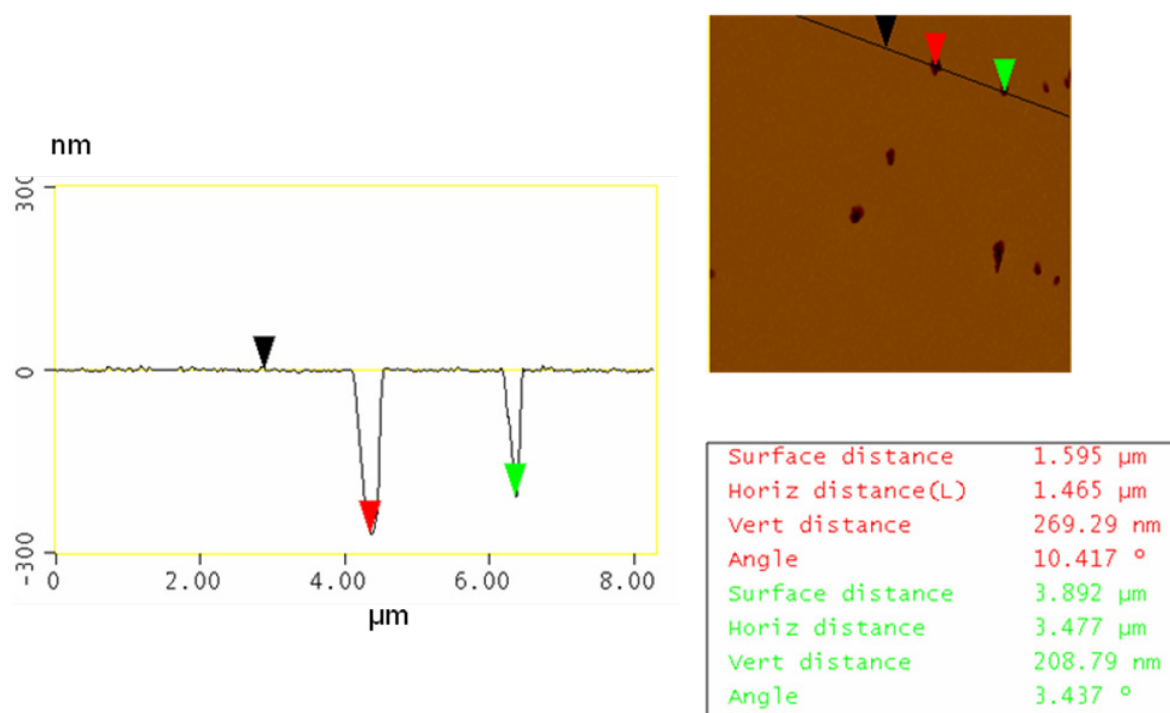 nm
300
0
-300
0 2.00 4.00 6.00 8.00
µm
Surface distance 1.595 µm
Horiz distance(L) 1.465 µm
Vert distance 269.29 nm
Angle 10.417 °
Surface distance 3.892 µm
Horiz distance 3.477 µm
Vert distance 208.79 nm
Angle 3.437 °